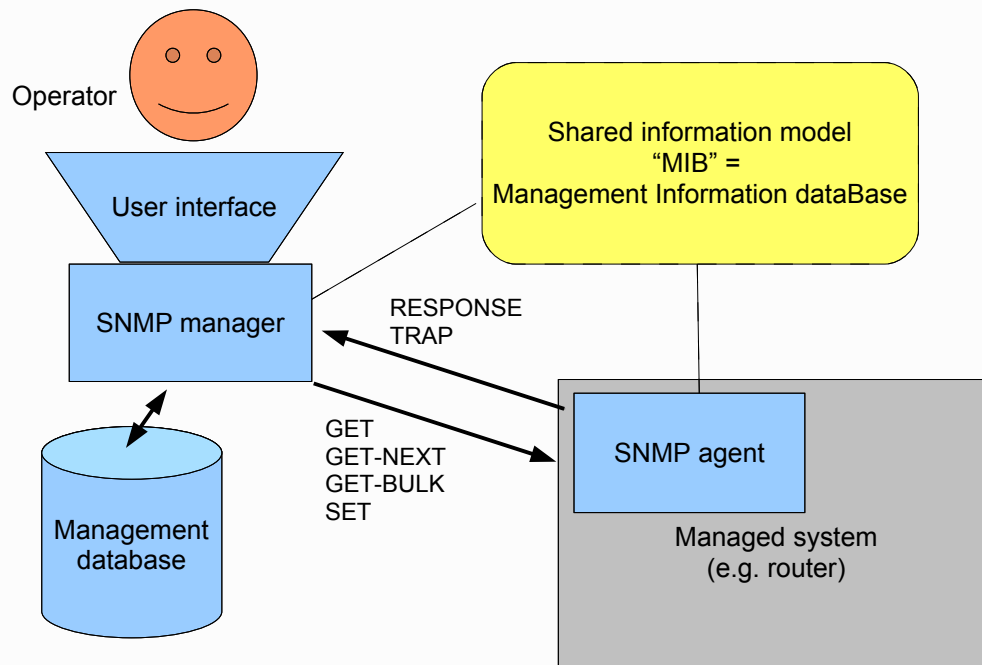 Operator
User interface
SNMP manager
Management
database
Shared information model
“MIB” =
Management Information dataBase
RESPONSE
TRAP
GET
GET-NEXT
GET-BULK
SET
SNMP agent
Managed system
(e.g. router)